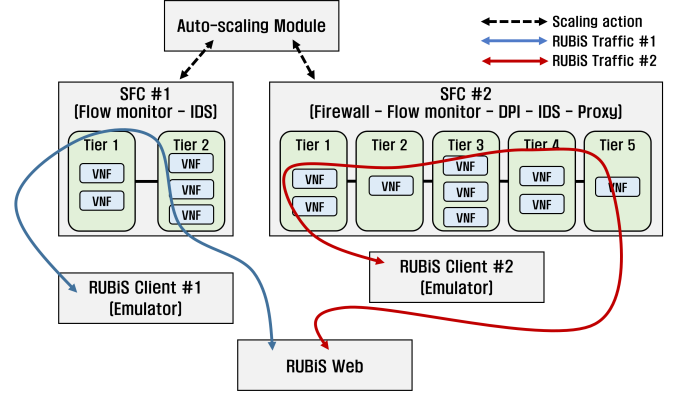 Auto-scaling Module
Scaling action
RUBiS Traffic #1
RUBiS Traffic #2
SFC #1
(Flow monitor - IDS)
Tier 1
VNF
VNF
Tier 2
VNF
VNF
VNF
SFC #2
(Firewall - Flow monitor - DPI - IDS - Proxy)
Tier 1
VNF
VNF
Tier 2
VNF
Tier 3
VNF
VNF
VNF
Tier 4
VNF
VNF
Tier 5
VNF
RUBiS Client #1
(Emulator)
RUBiS Client #2
(Emulator)
RUBiS Web